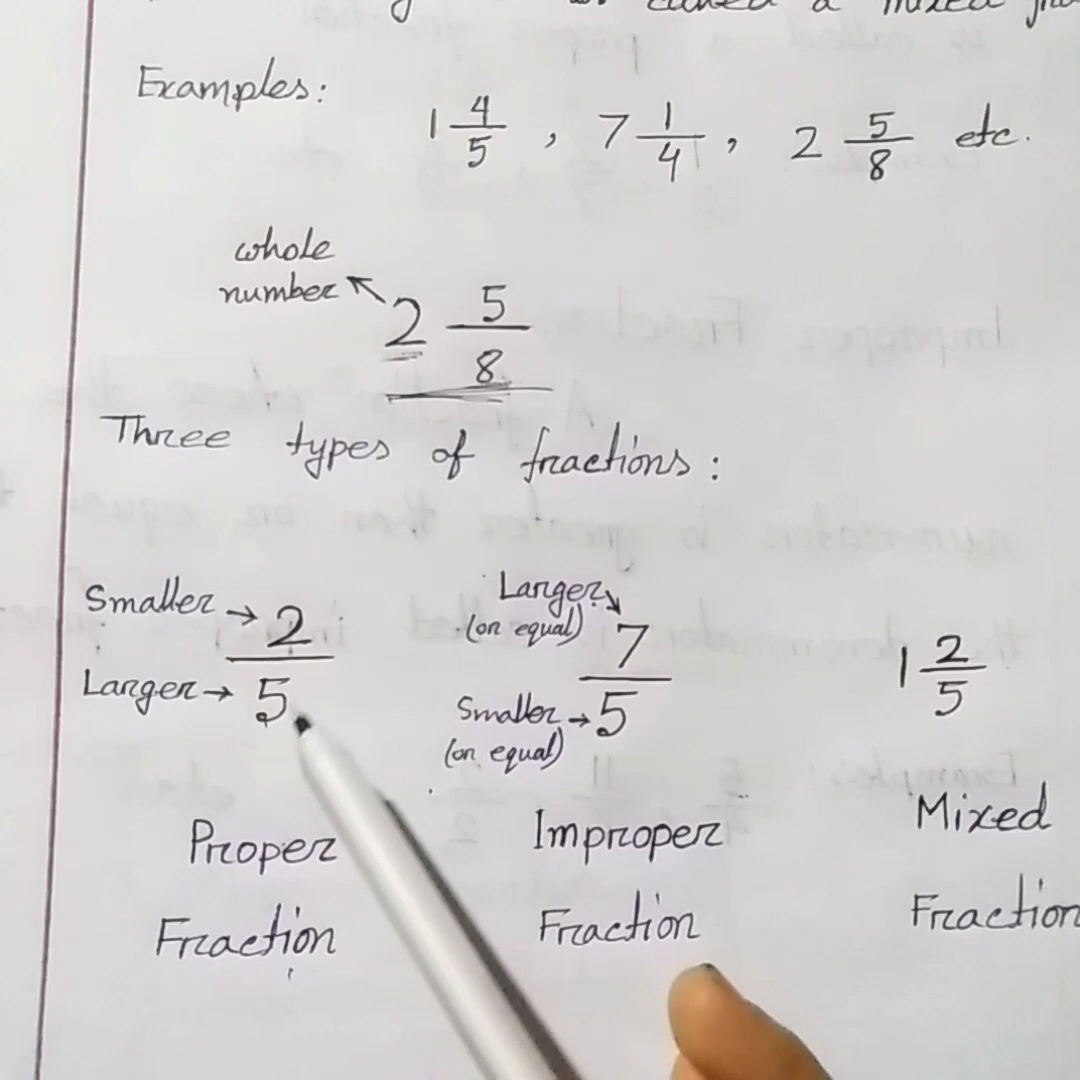 called a mixed
Examples: 1 4/5 , 7 1/4 , 2 5/8 etc.
whole
number
2 5/8
Three types of fractions:
Smaller → 2
Larger → 5
Larger
(or equal) 7
Smaller → 5
(or equal)
1 2/5
Proper
Fraction
Improper
Fraction
Mixed
Fraction